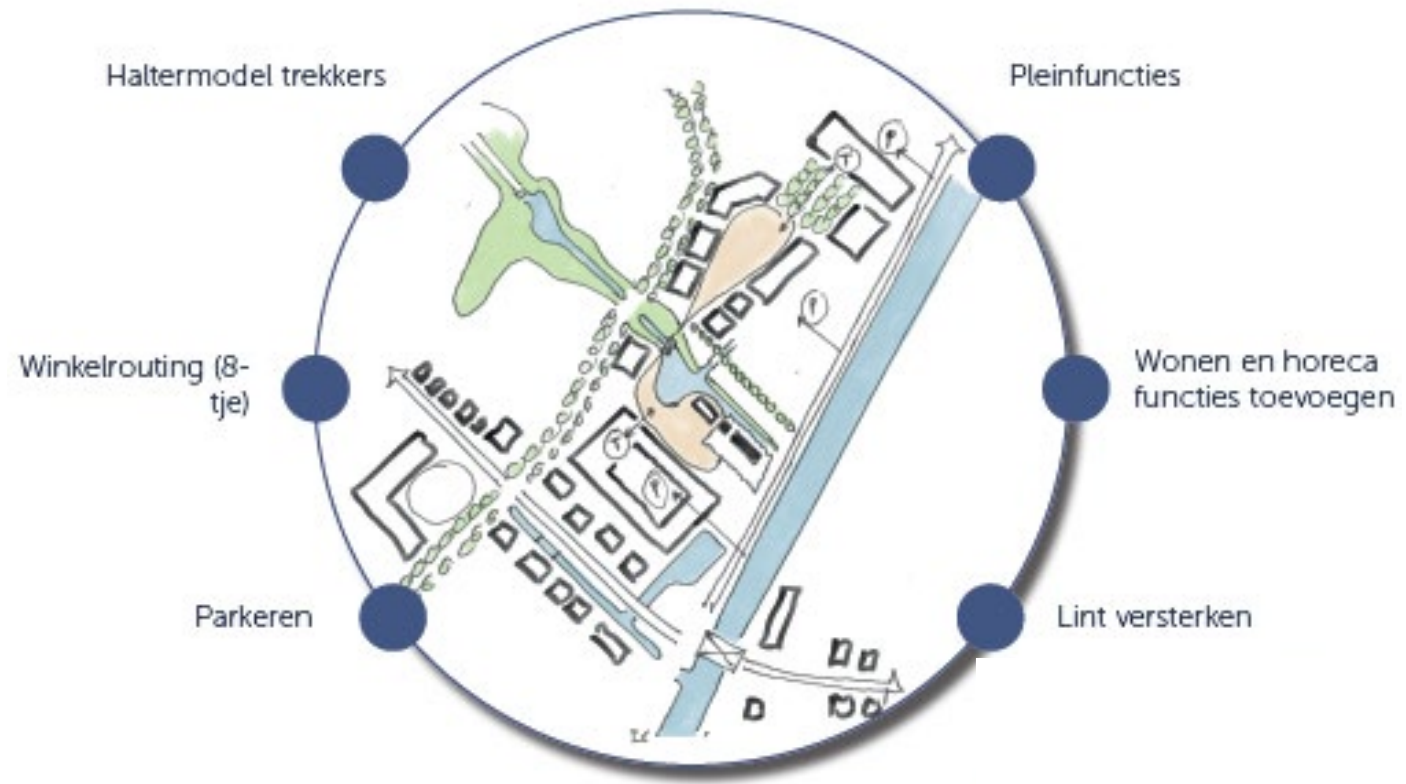 Haltermodel trekkers
Pleinfuncties
Winkelrouting (8-
tje)
Wonen en horeca
functies toevoegen
Parkeren
Lint versterken
T
P
P
T
P